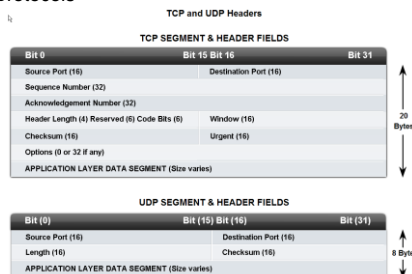 TCP and UDP Headers
TCP SEGMENT & HEADER FIELDS
Bit 0 Bit 15 Bit 16 Bit 31
Source Port (16) Destination Port (16)
Sequence Number (32)
Acknowledgement Number (32)
Header Length (4) Reserved (6) Code Bits (6) Window (16)
Checksum (16) Urgent (16)
Options (0 or 32 if any)
APPLICATION LAYER DATA SEGMENT (Size varies)
20
Bytes
UDP SEGMENT & HEADER FIELDS
Bit (0) Bit (15) Bit (16) Bit (31)
Source Port (16) Destination Port (16)
Length (16) Checksum (16)
APPLICATION LAYER DATA SEGMENT (Size varies)
8 Byte